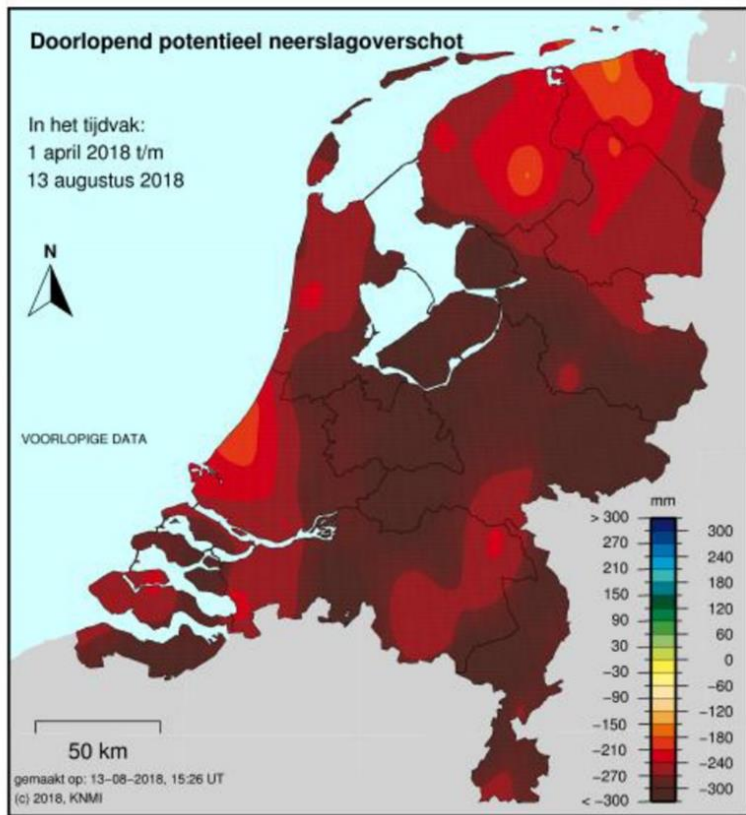 Doorlopend potentieel neerslagoverschot
In het tijdvak:
1 april 2018 t/m
13 augustus 2018
N
VOORLOPIGE DATA
mm
> 300
300
270
240
210
180
150
120
90
60
30
0
−30
−60
−90
−120
−150
−180
−210
−240
−270
−300
< −300
50 km
gemaakt op: 13−08−2018, 15:26 UT
(c) 2018, KNMI